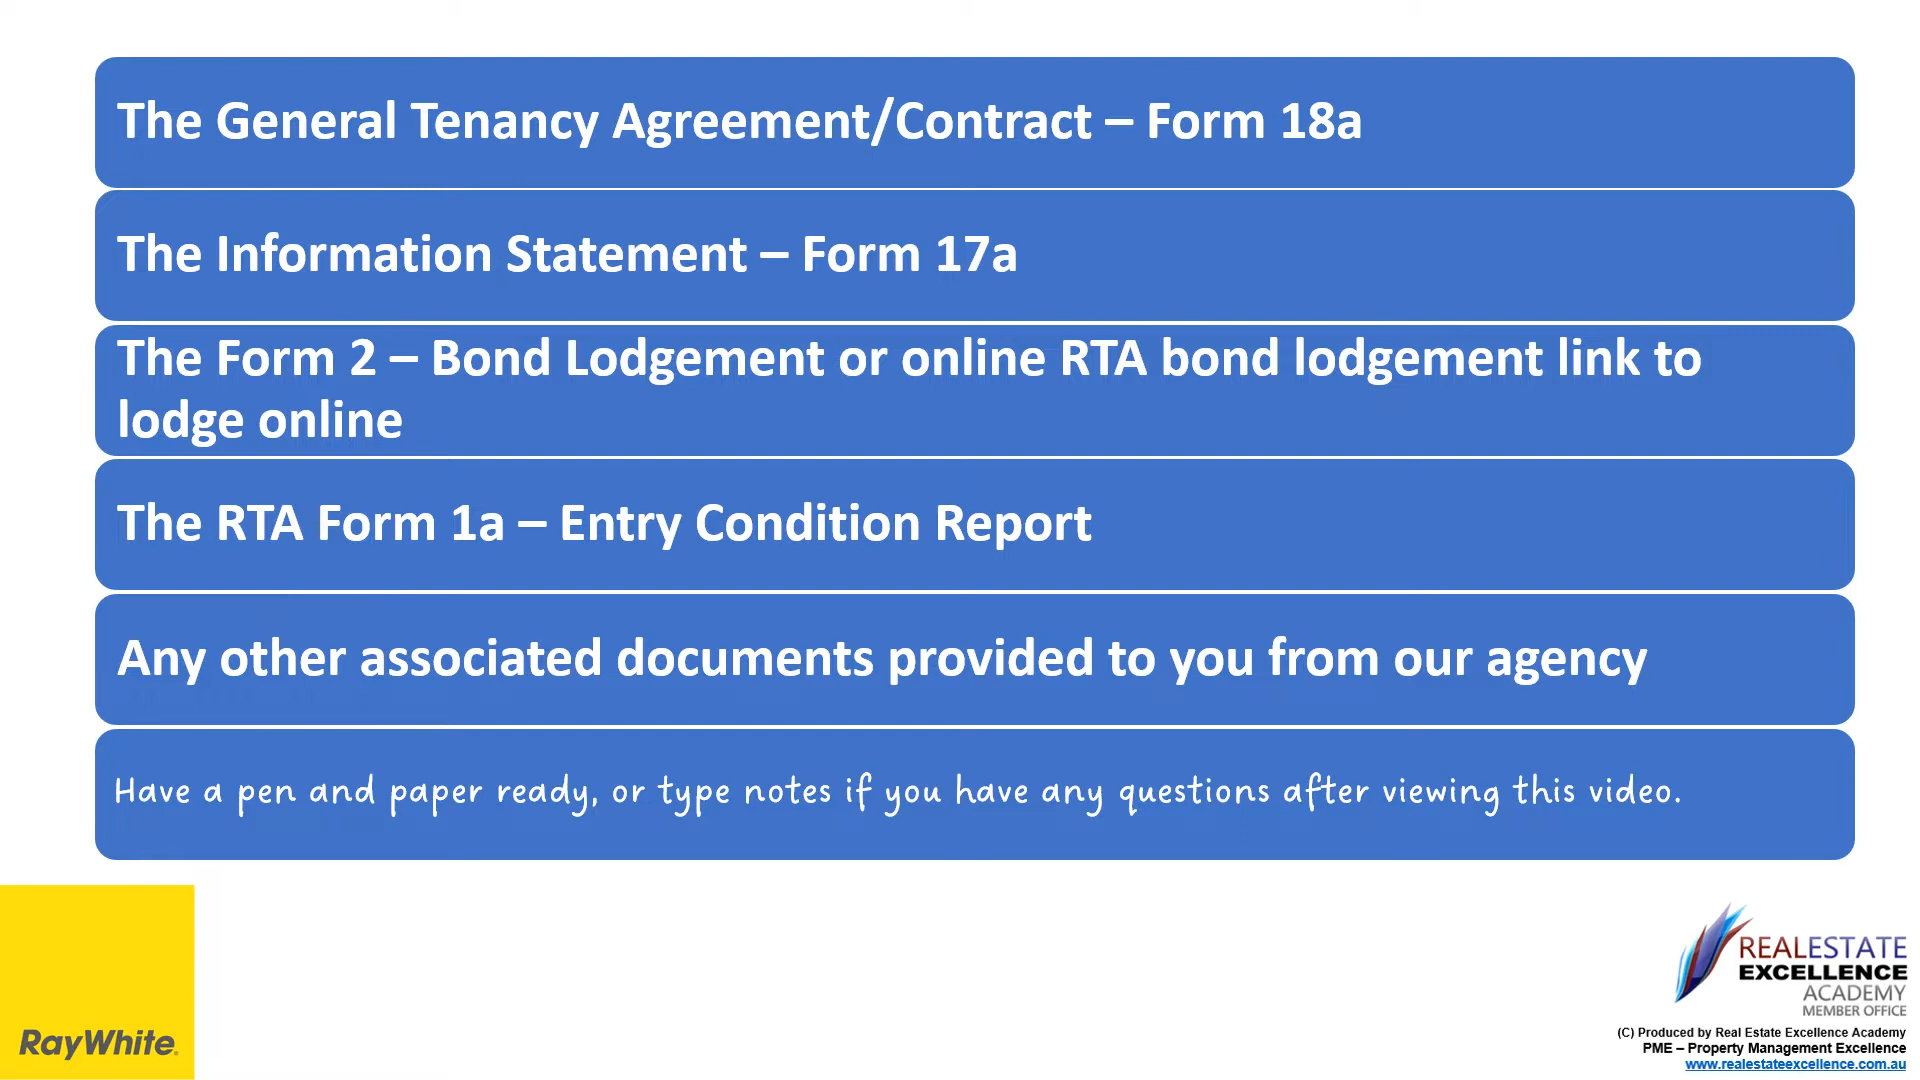 The General Tenancy Agreement/Contract – Form 18a
The Information Statement – Form 17a
The Form 2 – Bond Lodgement or online RTA bond lodgement link to
lodge online
The RTA Form 1a – Entry Condition Report
Any other associated documents provided to you from our agency
Have a pen and paper ready, or type notes if you have any questions after viewing this video.
RayWhite.
REALESTATE
EXCELLENCE
ACADEMY
MEMBER OFFICE
(C) Produced by Real Estate Excellence Academy
PME – Property Management Excellence
www.realestateexcellence.com.au